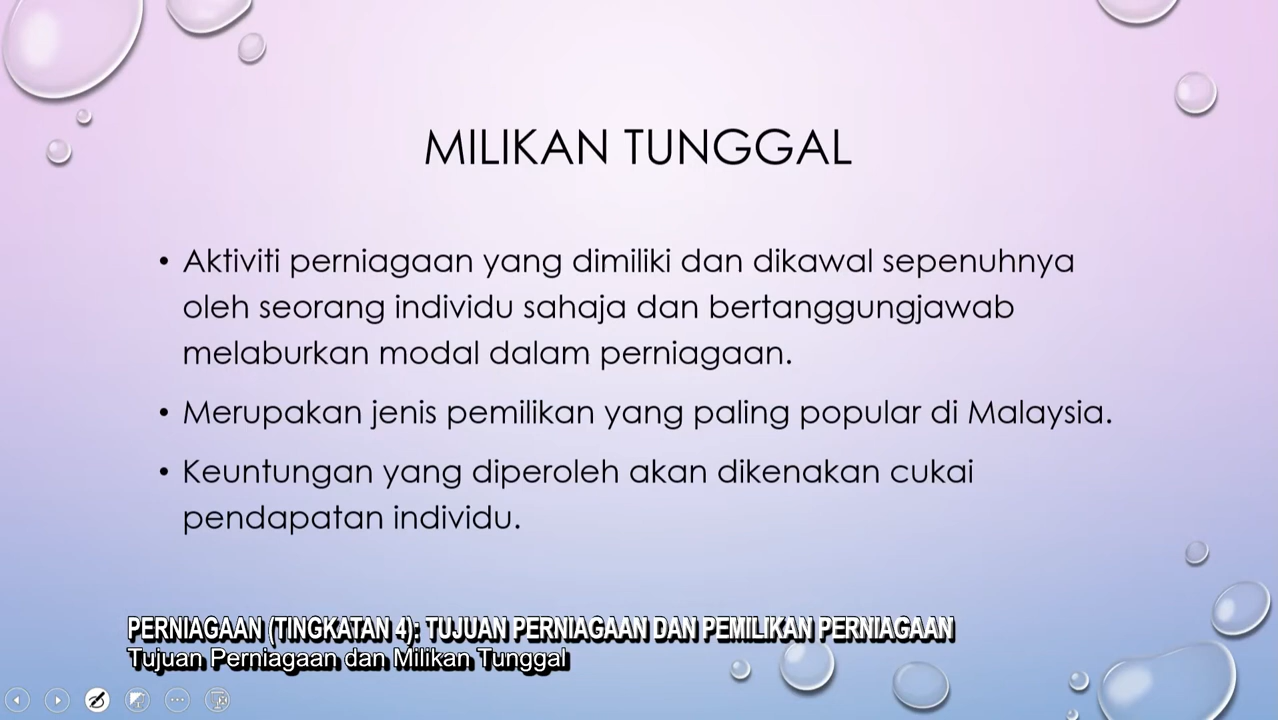 MILIKAN TUNGGAL
• Aktiviti perniagaan yang dimiliki dan dikawal sepenuhnya
oleh seorang individu sahaja dan bertanggungjawab
melaburkan modal dalam perniagaan.
• Merupakan jenis pemilikan yang paling popular di Malaysia.
• Keuntungan yang diperoleh akan dikenakan cukai
pendapatan individu.
PERNIAGAAN (TINGKATAN 4): TUJUAN PERNIAGAAN DAN PEMILIKAN PERNIAGAAN
Tujuan Perniagaan dan Milikan Tunggal